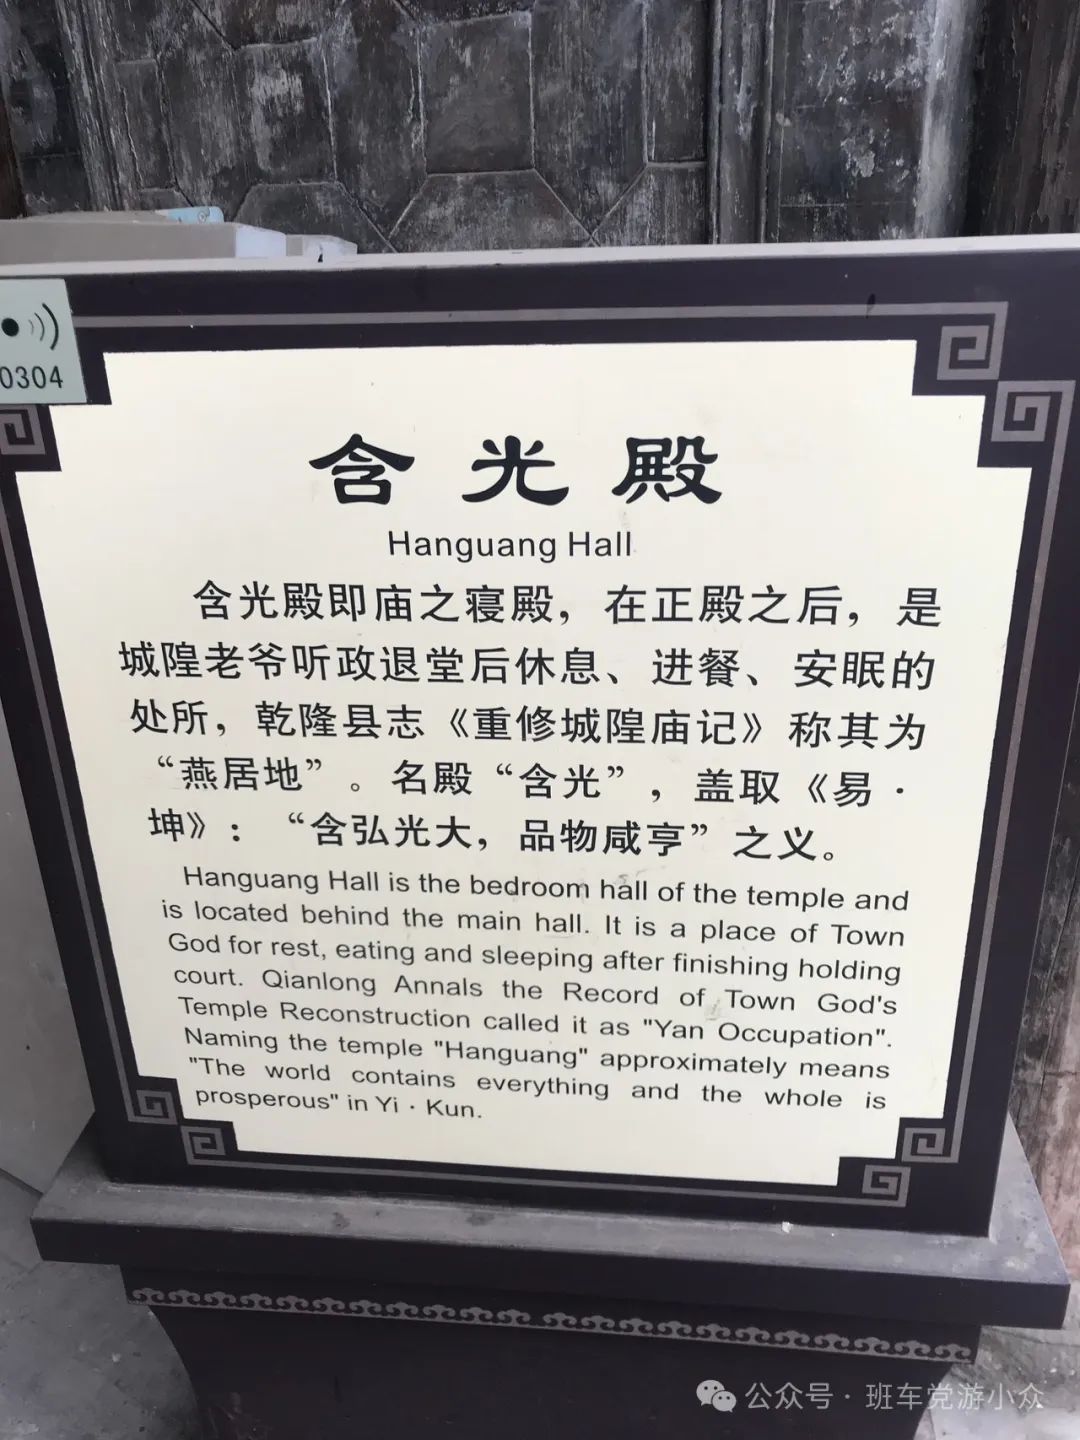 0304
含光殿
Hanguang Hall
含光殿即庙之寝殿，在正殿之后，是
城隍老爷听政退堂后休息、进餐、安眠的
处所，乾隆县志《重修城隍庙记》称其为
“燕居地”。名殿“含光”，盖取《易·
坤》：“含弘光大，品物咸亨”之义。
Hanguang Hall is the bedroom hall of the temple and
is located behind the main hall. It is a place of Town
God for rest, eating and sleeping after finishing holding
court. Qianlong Annals the Record of Town God's
Temple Reconstruction called it as "Yan Occupation".
Naming the temple "Hanguang" approximately means
"The world contains everything and the whole is
prosperous" in Yi · Kun.
公众号·班车党游小众